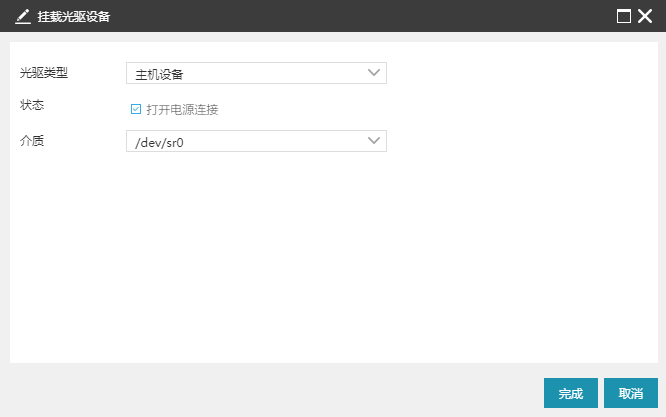 挂载光驱设备
光驱类型 主机设备
状态 打开电源连接
介质 /dev/sr0
完成 取消